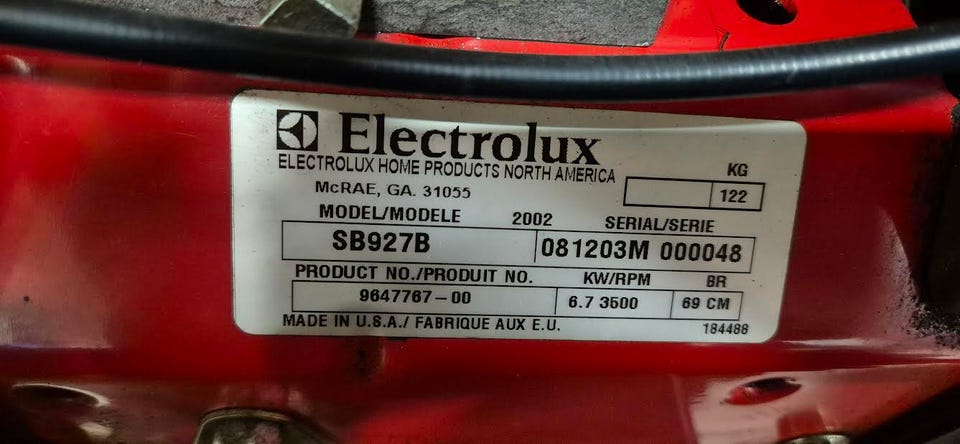 Electrolux
ELECTROLUX HOME PRODUCTS NORTH AMERICA
McRAE, GA. 31055
KG
122
MODEL/MODELE 2002 SERIAL/SERIE
SB927B 081203M 000048
PRODUCT NO./PRODUIT NO. KW/RPM BR
9647767-00 6.7 3500 69 CM
MADE IN U.S.A./ FABRIQUE AUX E.U. 184488